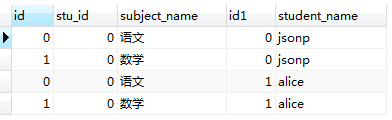 id stu_id subject_name id1 student_name
0 0 语文 0 jsonp
1 0 数学 0 jsonp
0 0 语文 1 alice
1 0 数学 1 alice